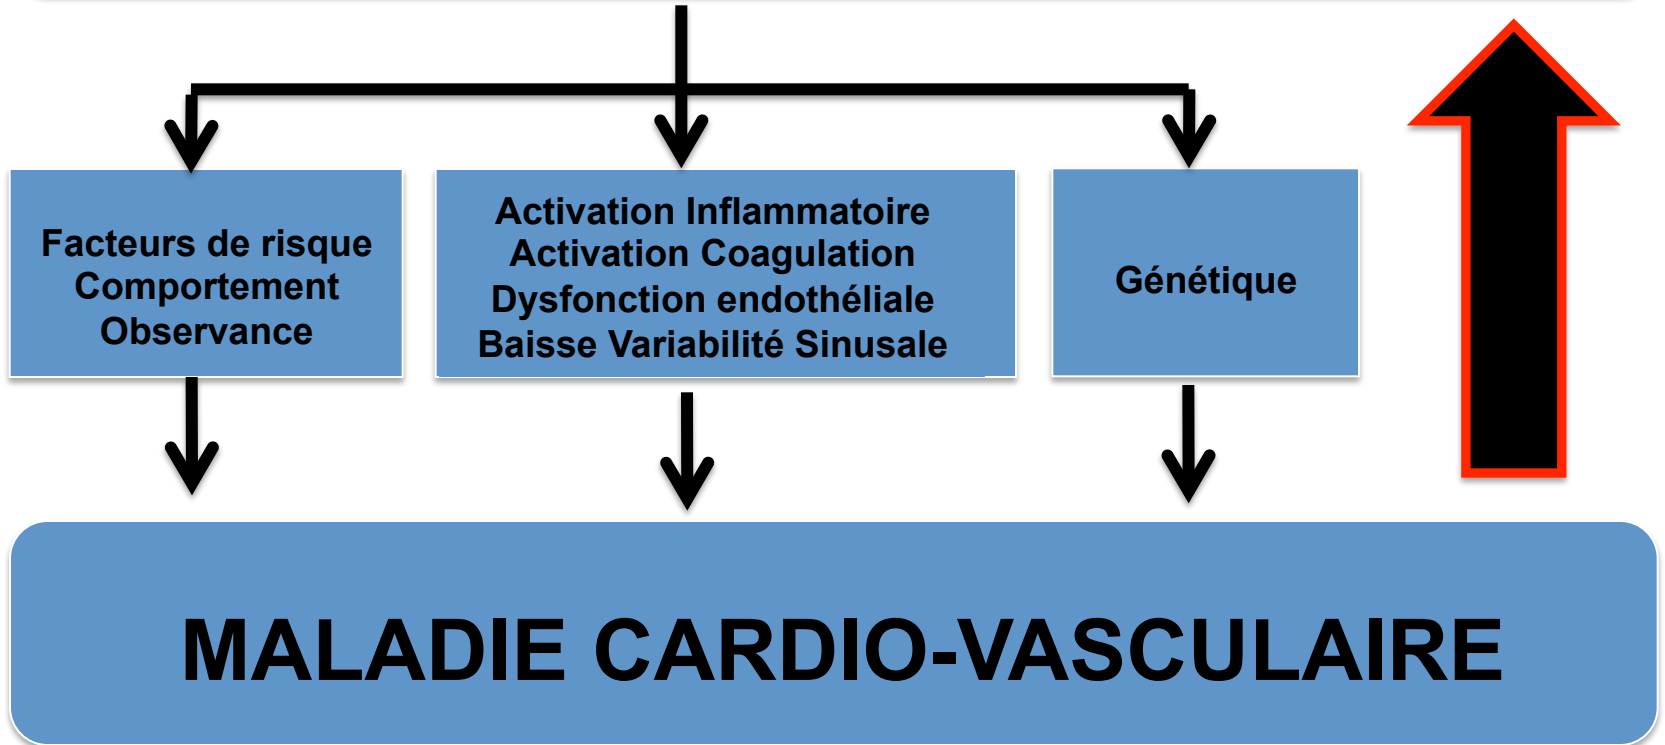 Facteurs de risque
Comportement
Observance
Activation Inflammatoire
Activation Coagulation
Dysfonction endothéliale
Baisse Variabilité Sinusale
Génétique
MALADIE CARDIO-VASCULAIRE